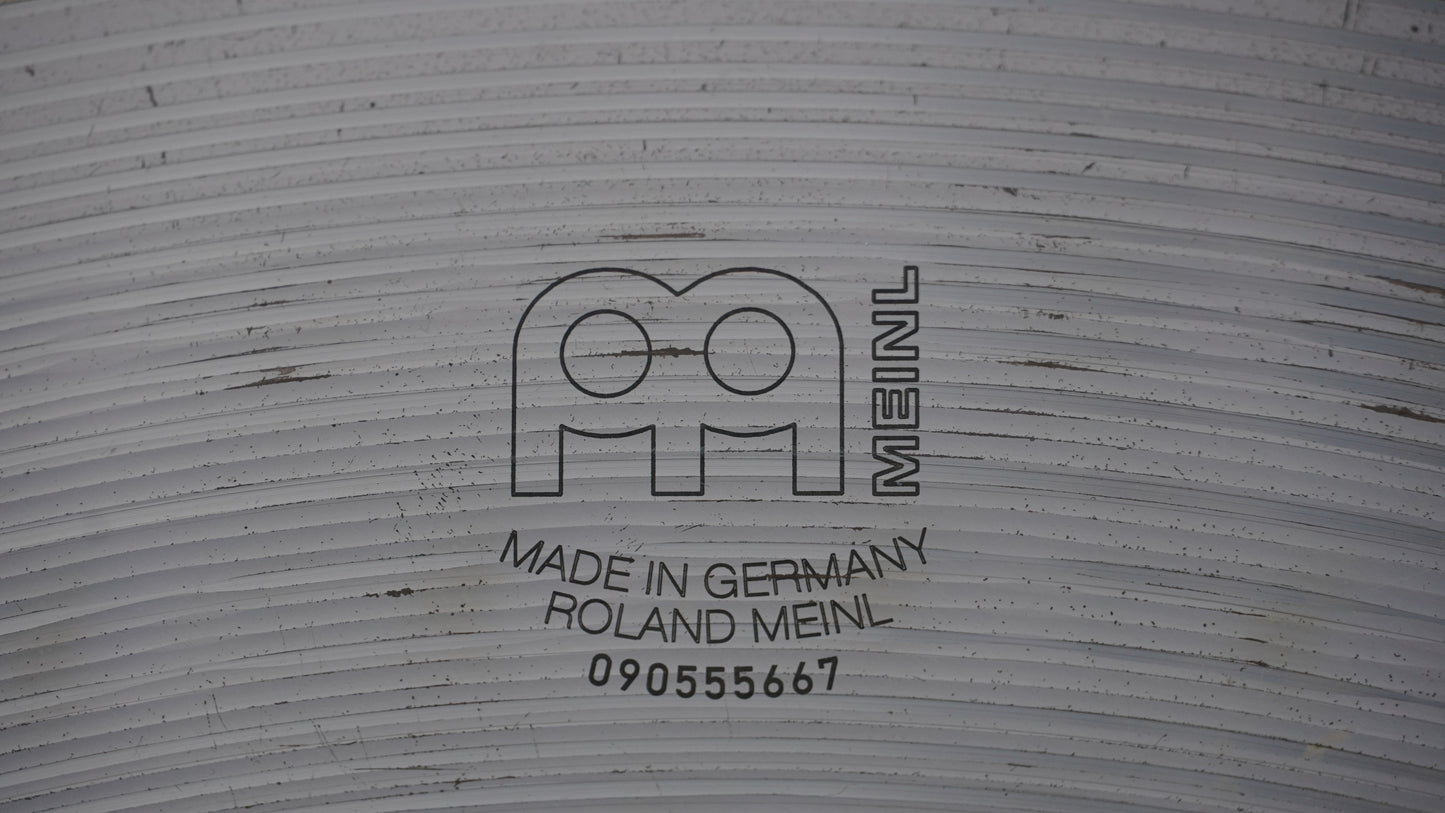 MEINL
MADE IN GERMANY
ROLAND MEINL
090555667